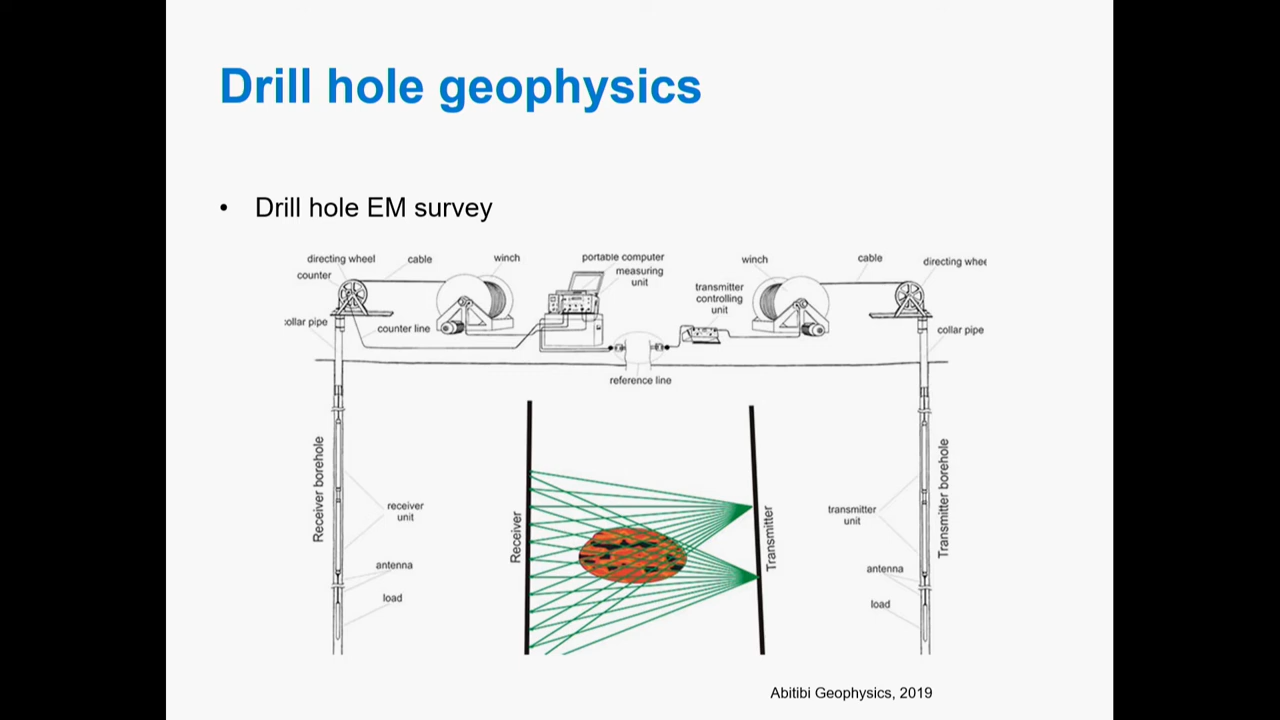 Drill hole geophysics
• Drill hole EM survey
directing wheel
cable
winch
portable computer
winch
cable
directing whee
counter
measuring
unit
transmitter
controlling
unit
collar pipe
counter line
collar pipe
reference line
Receiver borehole
receiver
unit
antenna
load
Receiver
Transmitter
transmitter
unit
antenna
load
Transmitter borehole
Abitibi Geophysics, 2019